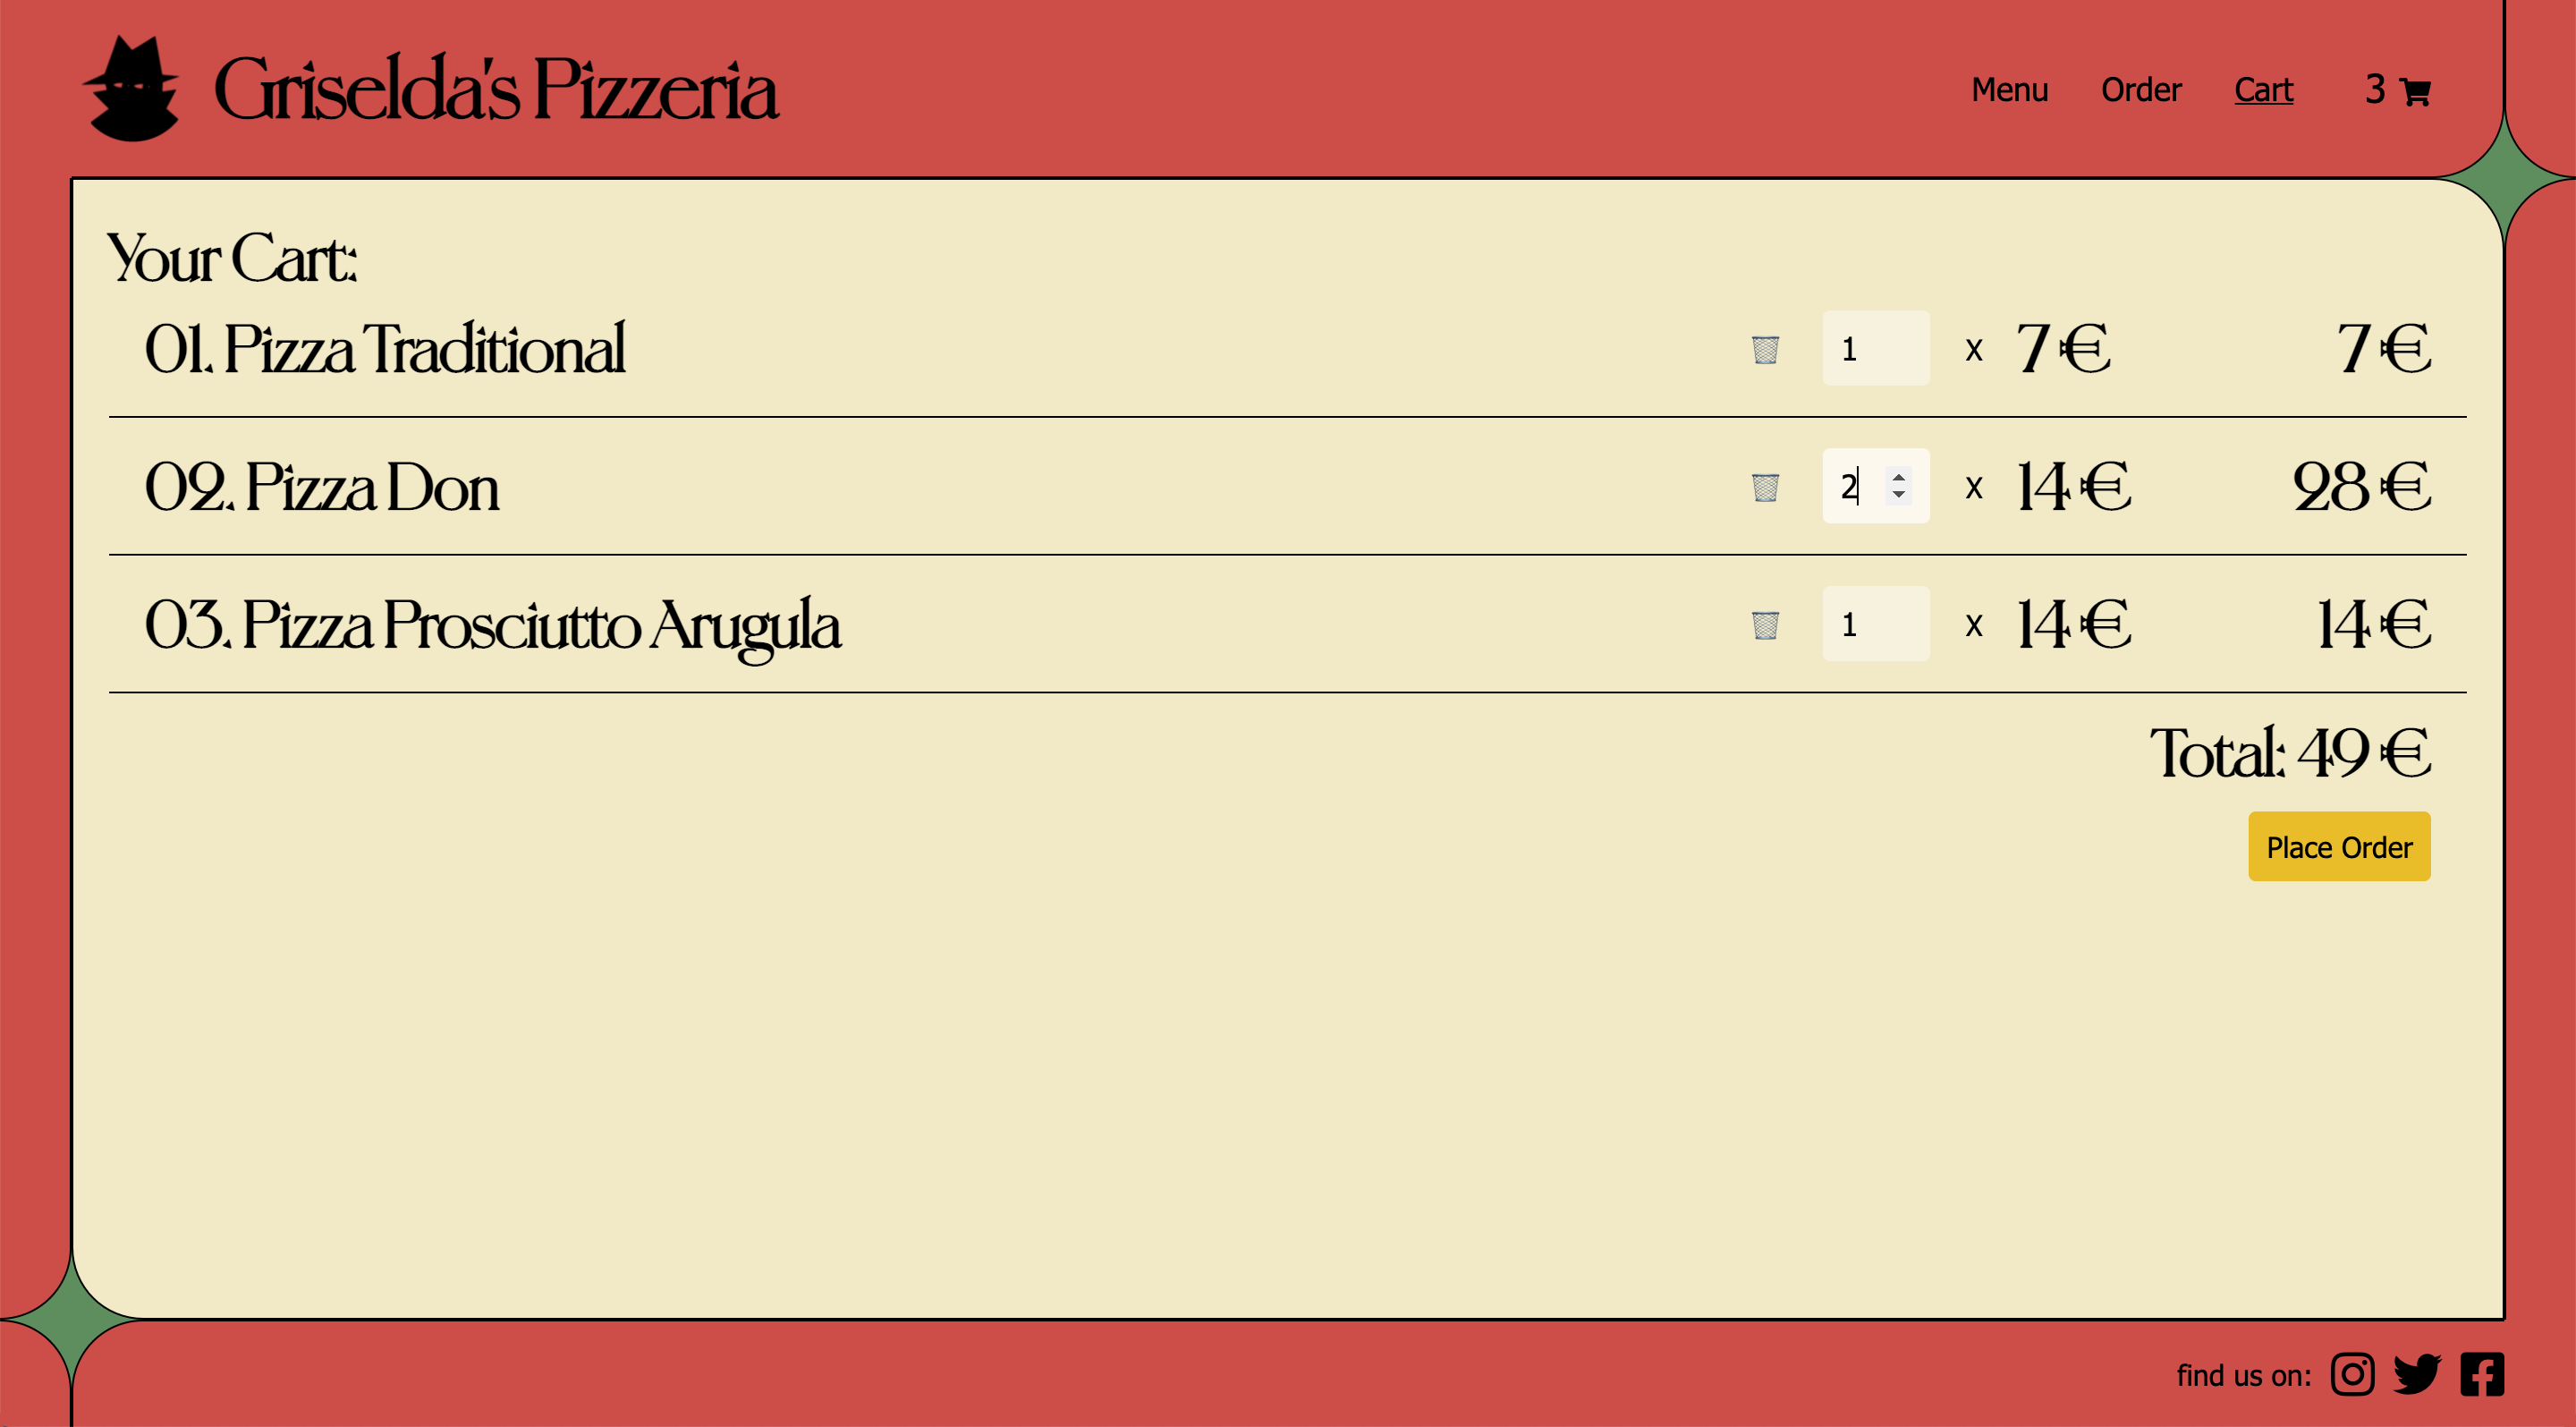 Griselda's Pizzeria
Menu Order Cart 3
Your Cart:
01. Pizza Traditional 1 x 7 € 7 €
02. Pizza Don 2 x 14 € 28 €
03. Pizza Prosciutto Arugula 1 x 14 € 14 €
Total: 49 €
Place Order
find us on: